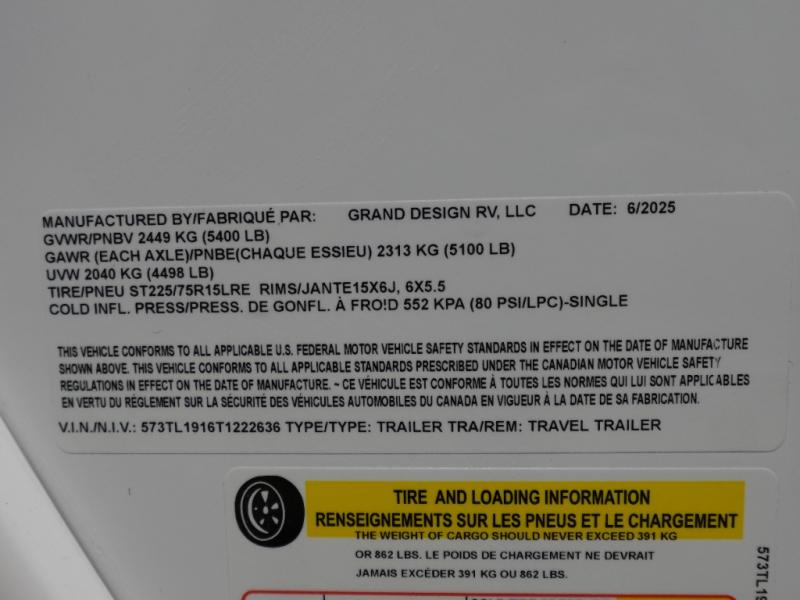 MANUFACTURED BY/FABRIQUÉ PAR: GRAND DESIGN RV, LLC DATE: 6/2025
GVWR/PNBV 2449 KG (5400 LB)
GAWR (EACH AXLE)/PNBE(CHAQUE ESSIEU) 2313 KG (5100 LB)
UVW 2040 KG (4498 LB)
TIRE/PNEU ST225/75R15LRE RIMS/JANTE15X6J, 6X5.5
COLD INFL. PRESS/PRESS. DE GONFL. À FROID 552 KPA (80 PSI/LPC)-SINGLE
THIS VEHICLE CONFORMS TO ALL APPLICABLE U.S. FEDERAL MOTOR VEHICLE SAFETY STANDARDS IN EFFECT ON THE DATE OF MANUFACTURE
SHOWN ABOVE. THIS VEHICLE CONFORMS TO ALL APPLICABLE STANDARDS PRESCRIBED UNDER THE CANADIAN MOTOR VEHICLE SAFETY
REGULATIONS IN EFFECT ON THE DATE OF MANUFACTURE. ~ CE VÉHICULE EST CONFORME À TOUTES LES NORMES QUI LUI SONT APPLICABLES
EN VERTU DU RÉGLEMENT SUR LA SÉCURITÉ DES VÉHICULES AUTOMOBILES DU CANADA EN VIGUEUR À LA DATE DE SA FABRICATION.
V.I.N./N.I.V.: 573TL1916T1222636 TYPE/TYPE: TRAILER TRA/REM: TRAVEL TRAILER
TIRE AND LOADING INFORMATION
RENSEIGNEMENTS SUR LES PNEUS ET LE CHARGEMENT
THE WEIGHT OF CARGO SHOULD NEVER EXCEED 391 KG
OR 862 LBS. LE POIDS DE CHARGEMENT NE DEVRAIT
JAMAIS EXCÉDER 391 KG OU 862 LBS.
573TL19